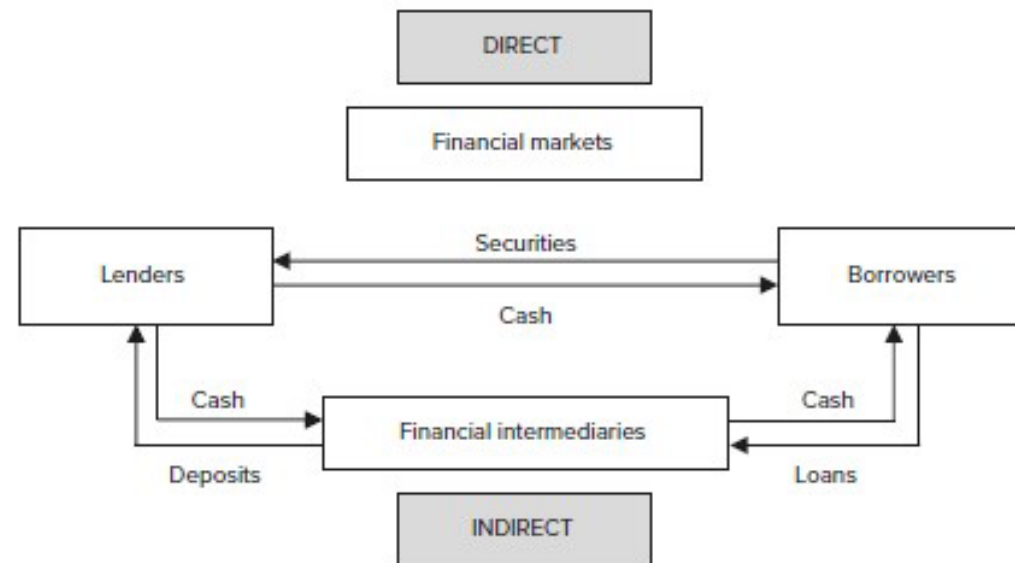 DIRECT
Financial markets
Securities
Lenders
Borrowers
Cash
Cash
Cash
Financial intermediaries
Deposits
Loans
INDIRECT